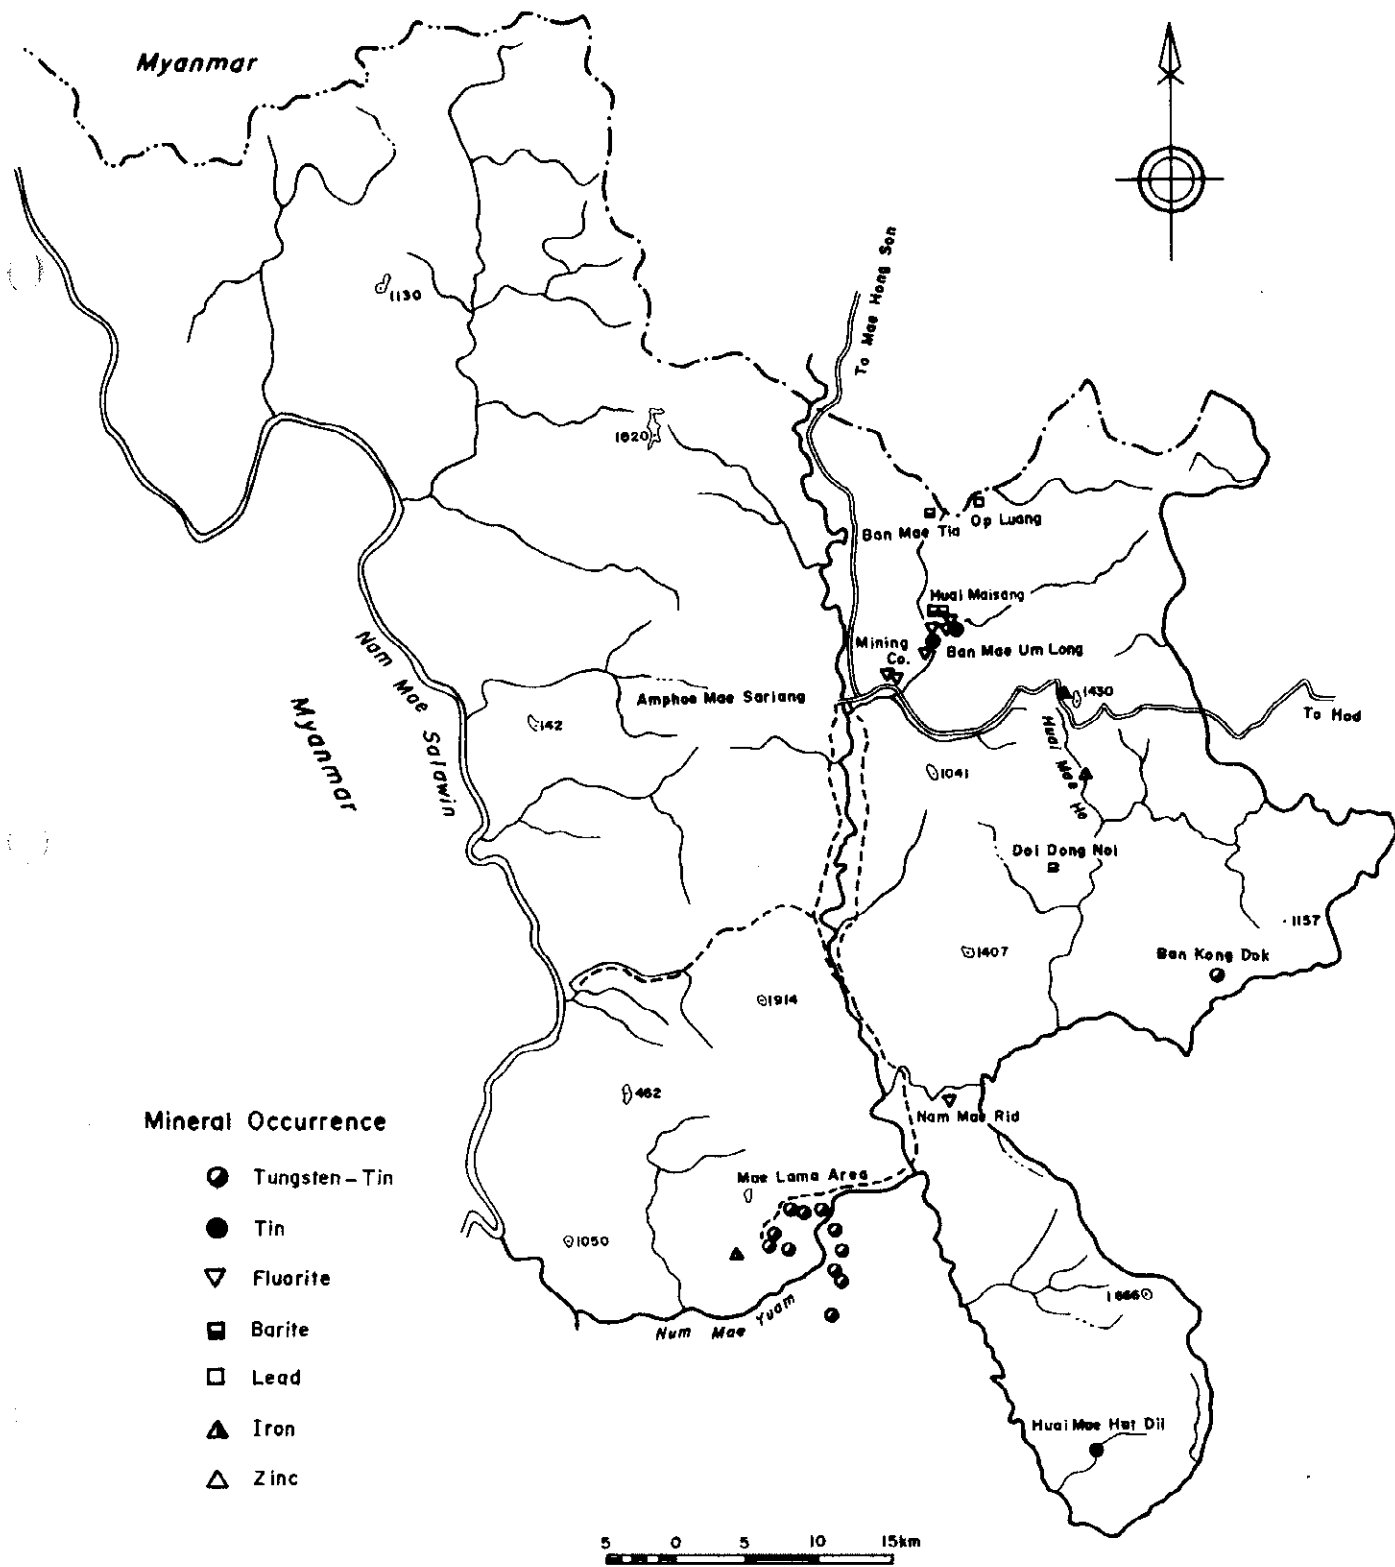 Myanmar
To Mae Hong Son
1130
1620
Op Luang
Ban Mae Tia
Huai Maisang
Mining
Co.
Ban Mae Um Long
Nam Mae Salawin
Myanmar
Amphoe Mae Sariang
1430
To Hod
142
Huai Mae Ho
1041
Doi Dong Noi
1157
1407
Ban Kong Dok
1914
462
Nam Mae Rid
Mineral Occurrence
Tungsten-Tin
Tin
Fluorite
Barite
Lead
Iron
Zinc
Mae Lama Area
1050
1666
Num Mae Yuam
Huai Mae Hat Dil
5 0 5 10 15km